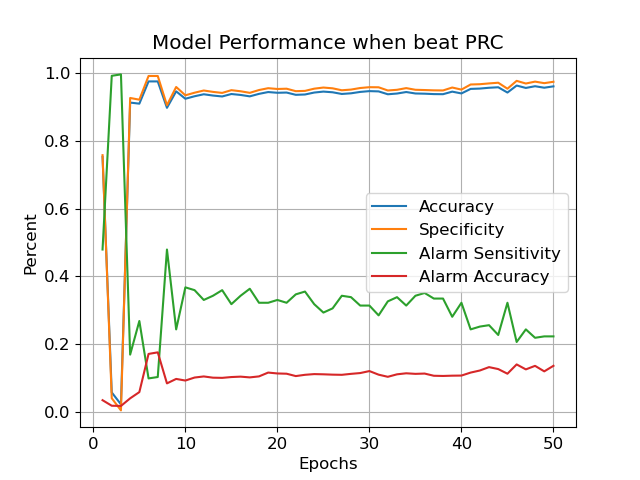 Model Performance when beat PRC
1.0
0.8
0.6
0.4
0.2
0.0
Percent
Accuracy
Specificity
Alarm Sensitivity
Alarm Accuracy
0 10 20 30 40 50
Epochs